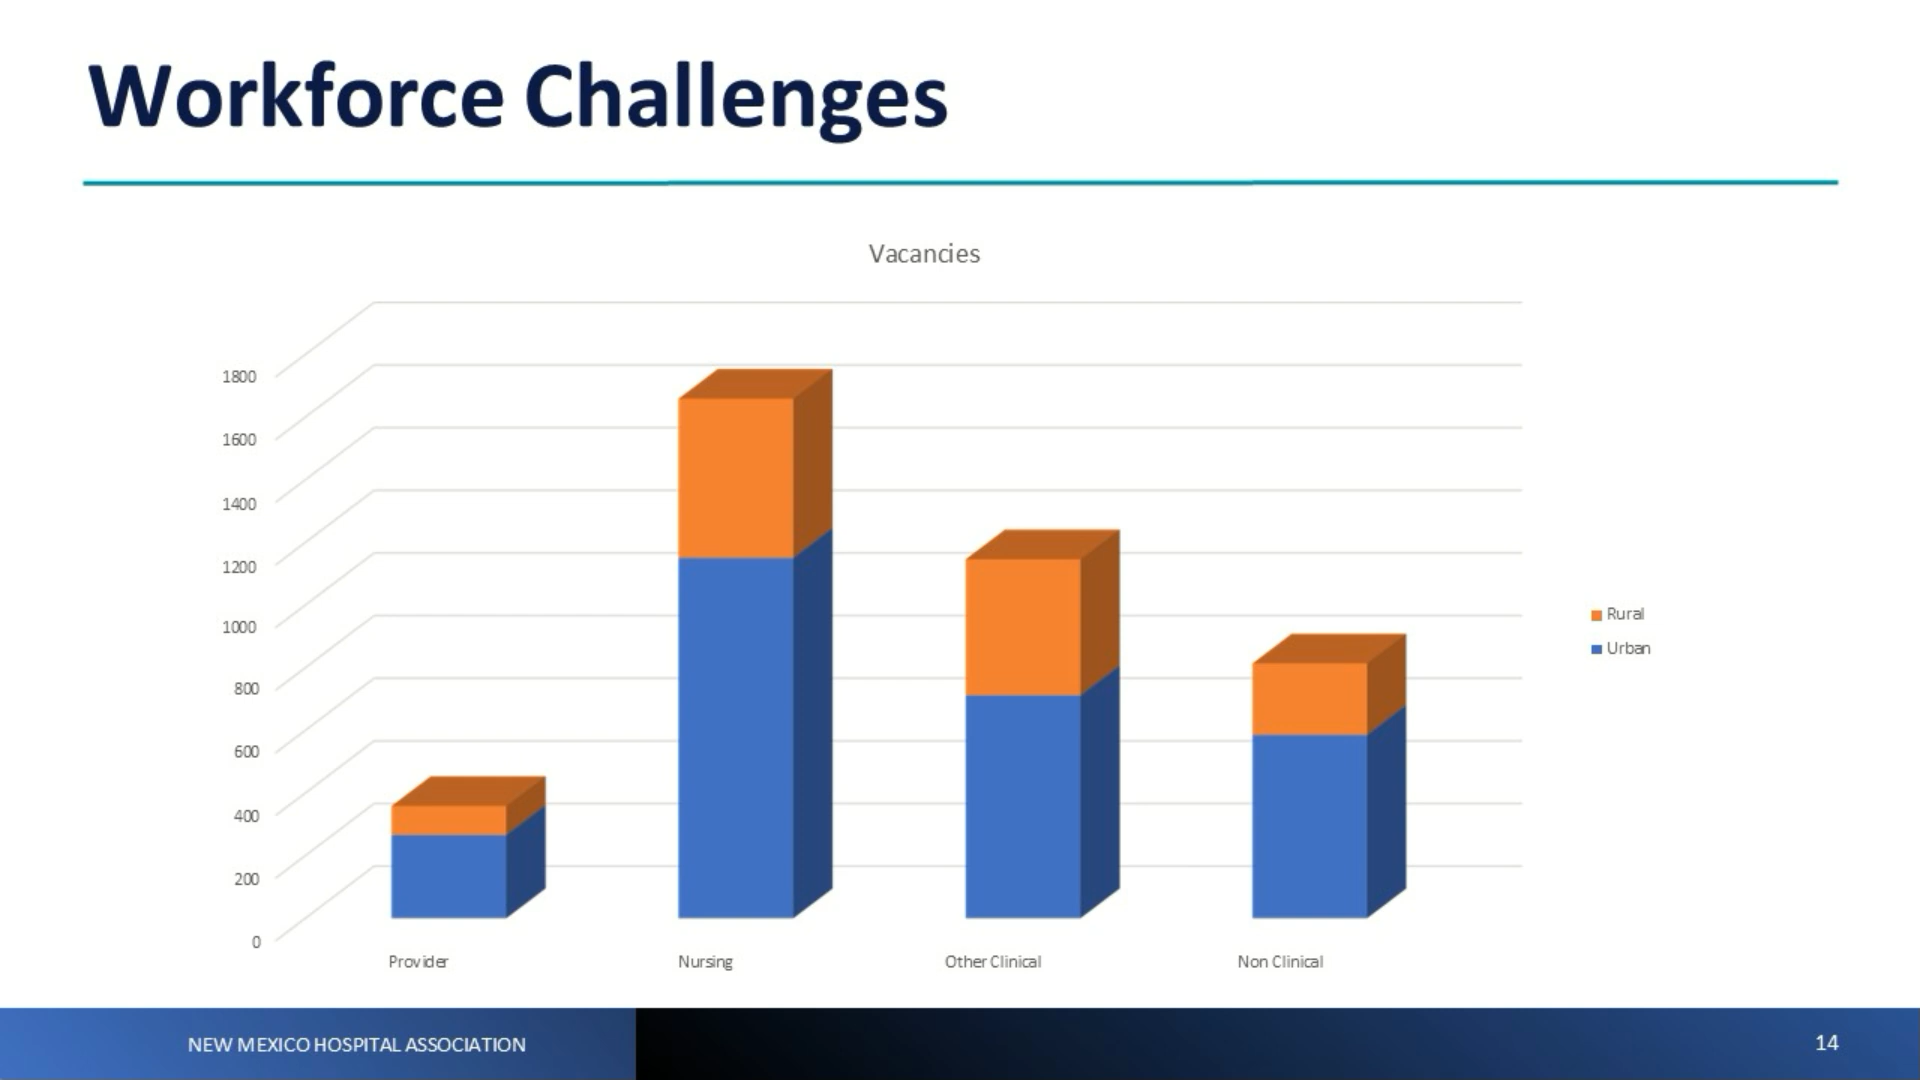 Workforce Challenges
Vacancies
1800
1600
1400
1200
1000
800
600
400
200
0
Provider
Nursing
Other Clinical
Non Clinical
Rural
Urban
NEW MEXICO HOSPITAL ASSOCIATION
14